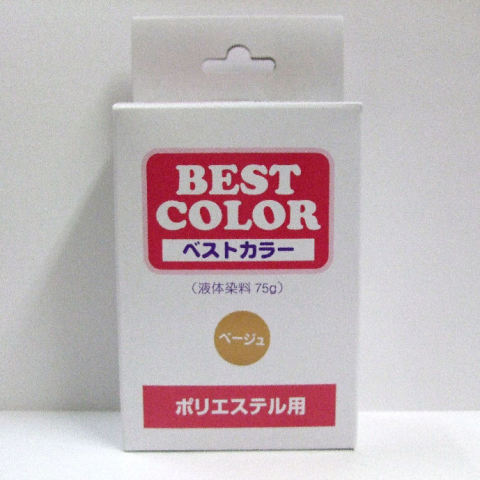 BEST
COLOR
ベストカラー
（液体染料 75g）
ベージュ
ポリエステル用